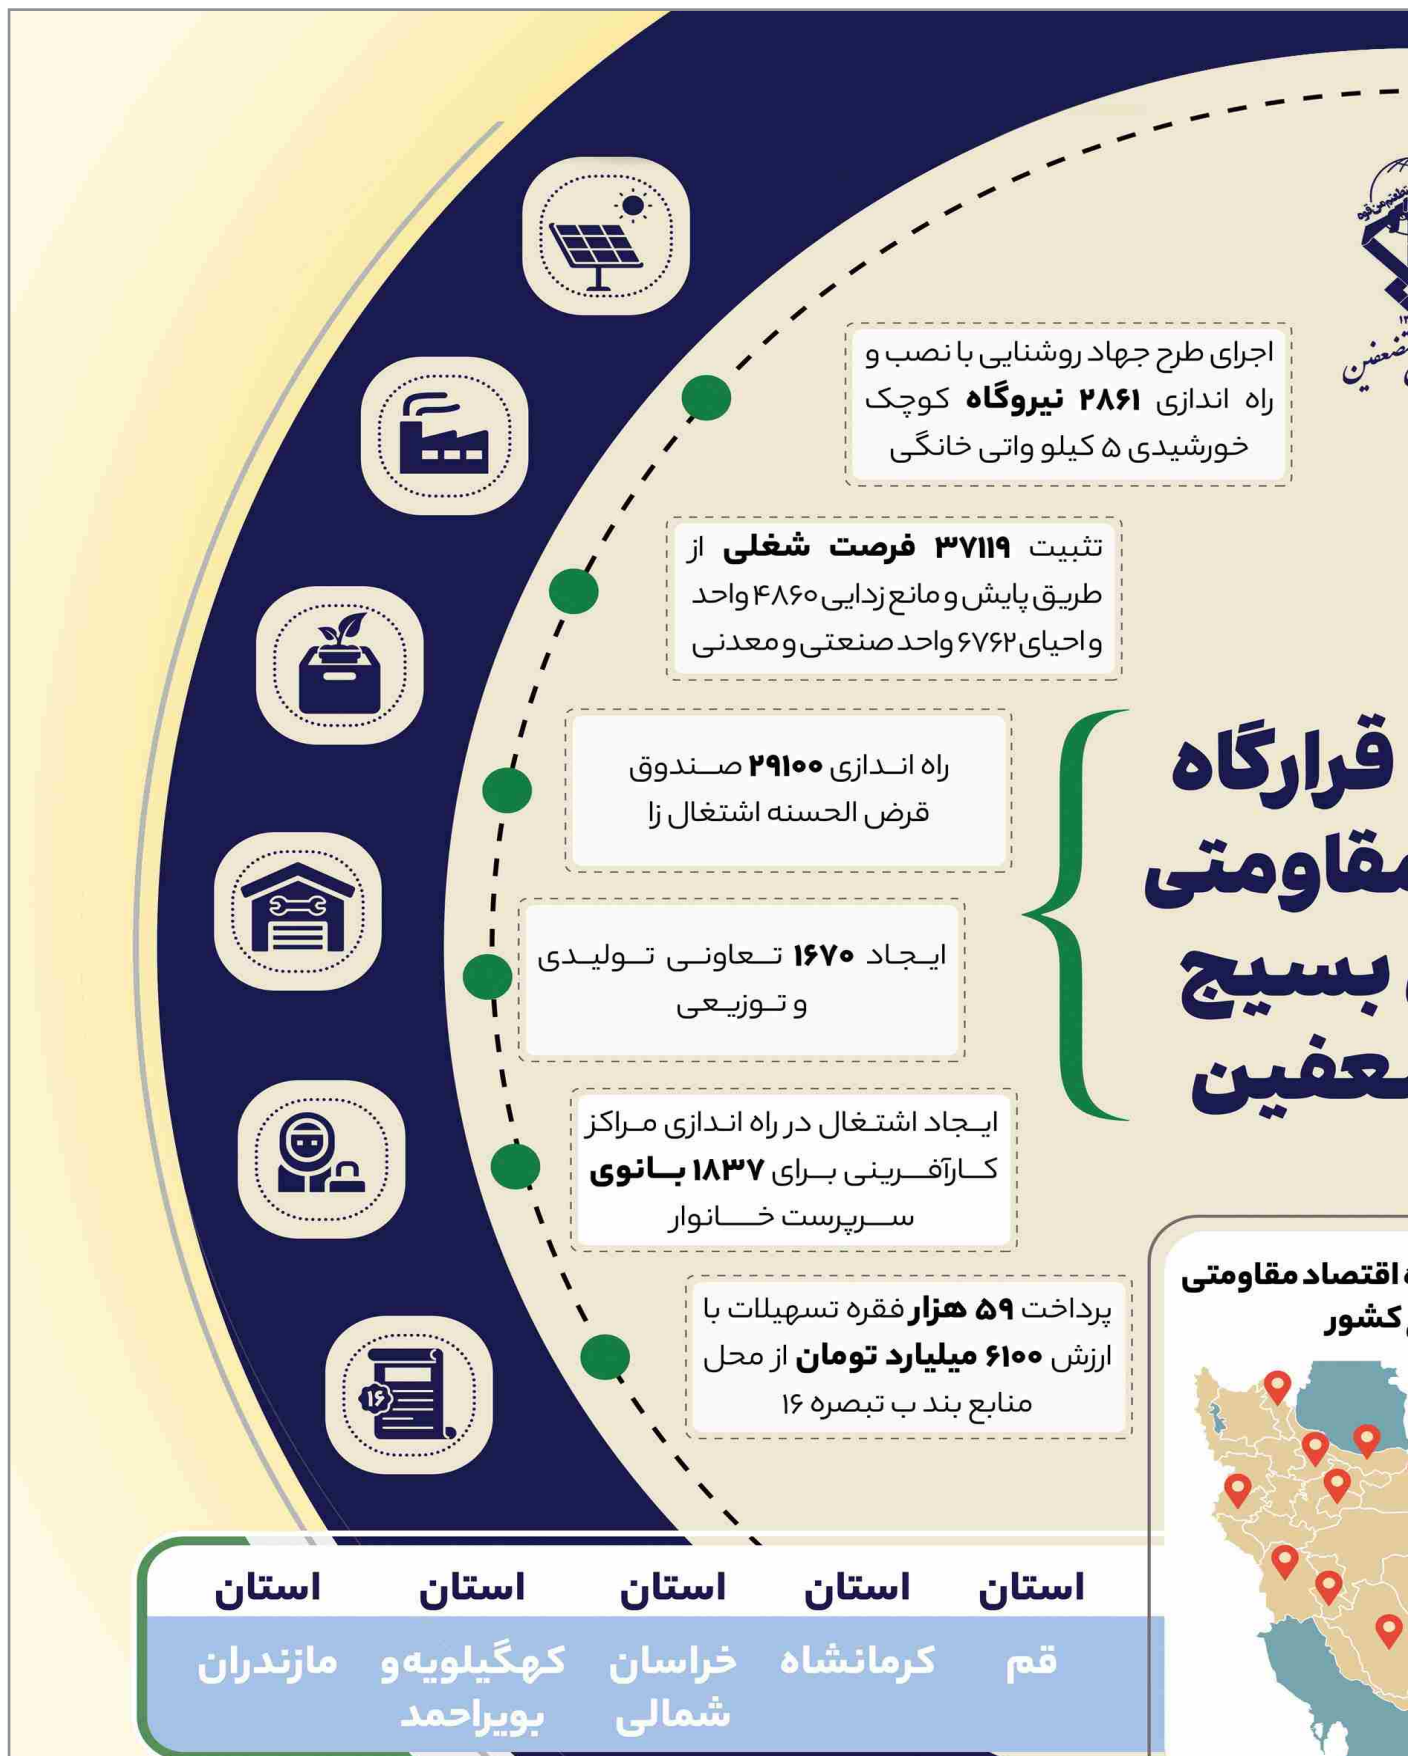 اجرای طرح جهاد روشنایی با نصب و
راه اندازی ۲۸۶۱ نیروگاه کوچک
خورشیدی ۵ کیلو واتی خانگی
تثبیت ۳۷۱۱۹ فرصت شغلی از
طریق پایش و مانع زدایی ۴۸۶۰ واحد
و احیای ۶۷۶۲ واحد صنعتی و معدنی
راه اندازی ۲۹۱۰۰ صندوق
قرض الحسنه اشتغال زا
ایجاد ۱۶۷۰ تعاونی تولیدی
و توزیعی
ایجاد اشتغال در راه اندازی مراکز
کارآفرینی برای ۱۸۳۷ بانوی
سرپرست خانوار
پرداخت ۵۹ هزار فقره تسهیلات با
ارزش ۶۱۰۰ میلیارد تومان از محل
منابع بند ب تبصره ۱۶
۱۶
قرارگاه
مقاومتی
بسیج
اقتصاد مقاومتی
کشور
استان استان استان استان استان
قم کرمانشاه خراسان کهگیلویه و مازندران
شمالی بویراحمد